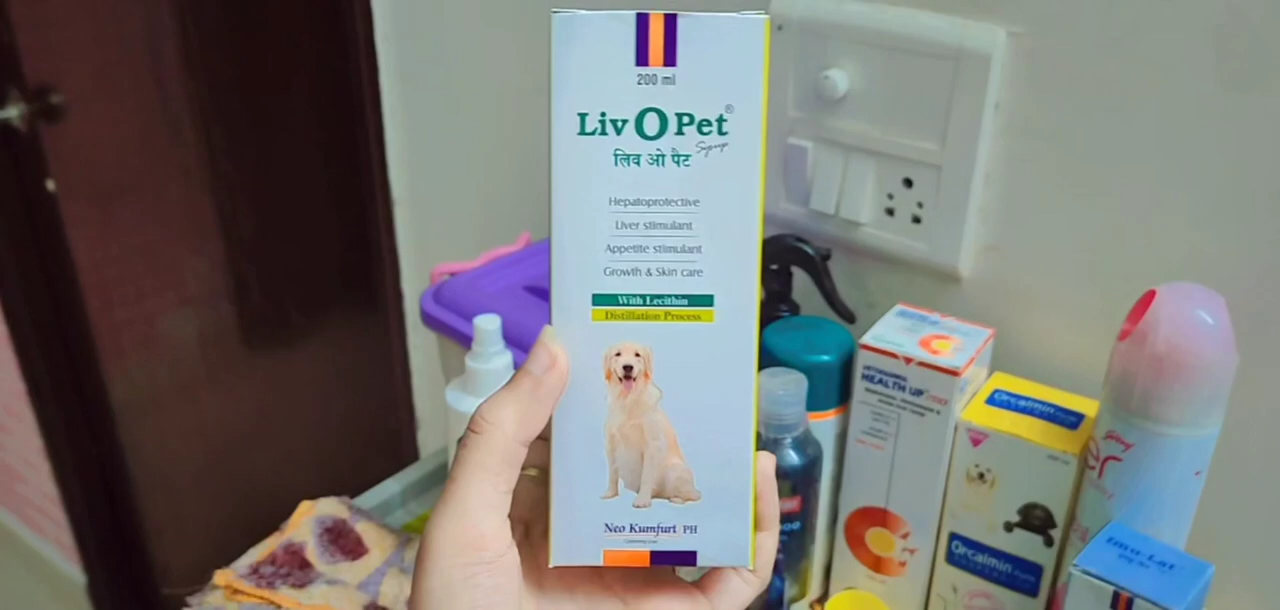 200 ml
Liv O Pet®
Syrup
लिव ओ पैट
Hepatoprotective
Liver stimulant
Appetite stimulant
Growth & Skin care
With Lecithin
Distillation Process
Neo Kumfurt PH
HEALTH UP
Orcalmin
Orcalmin